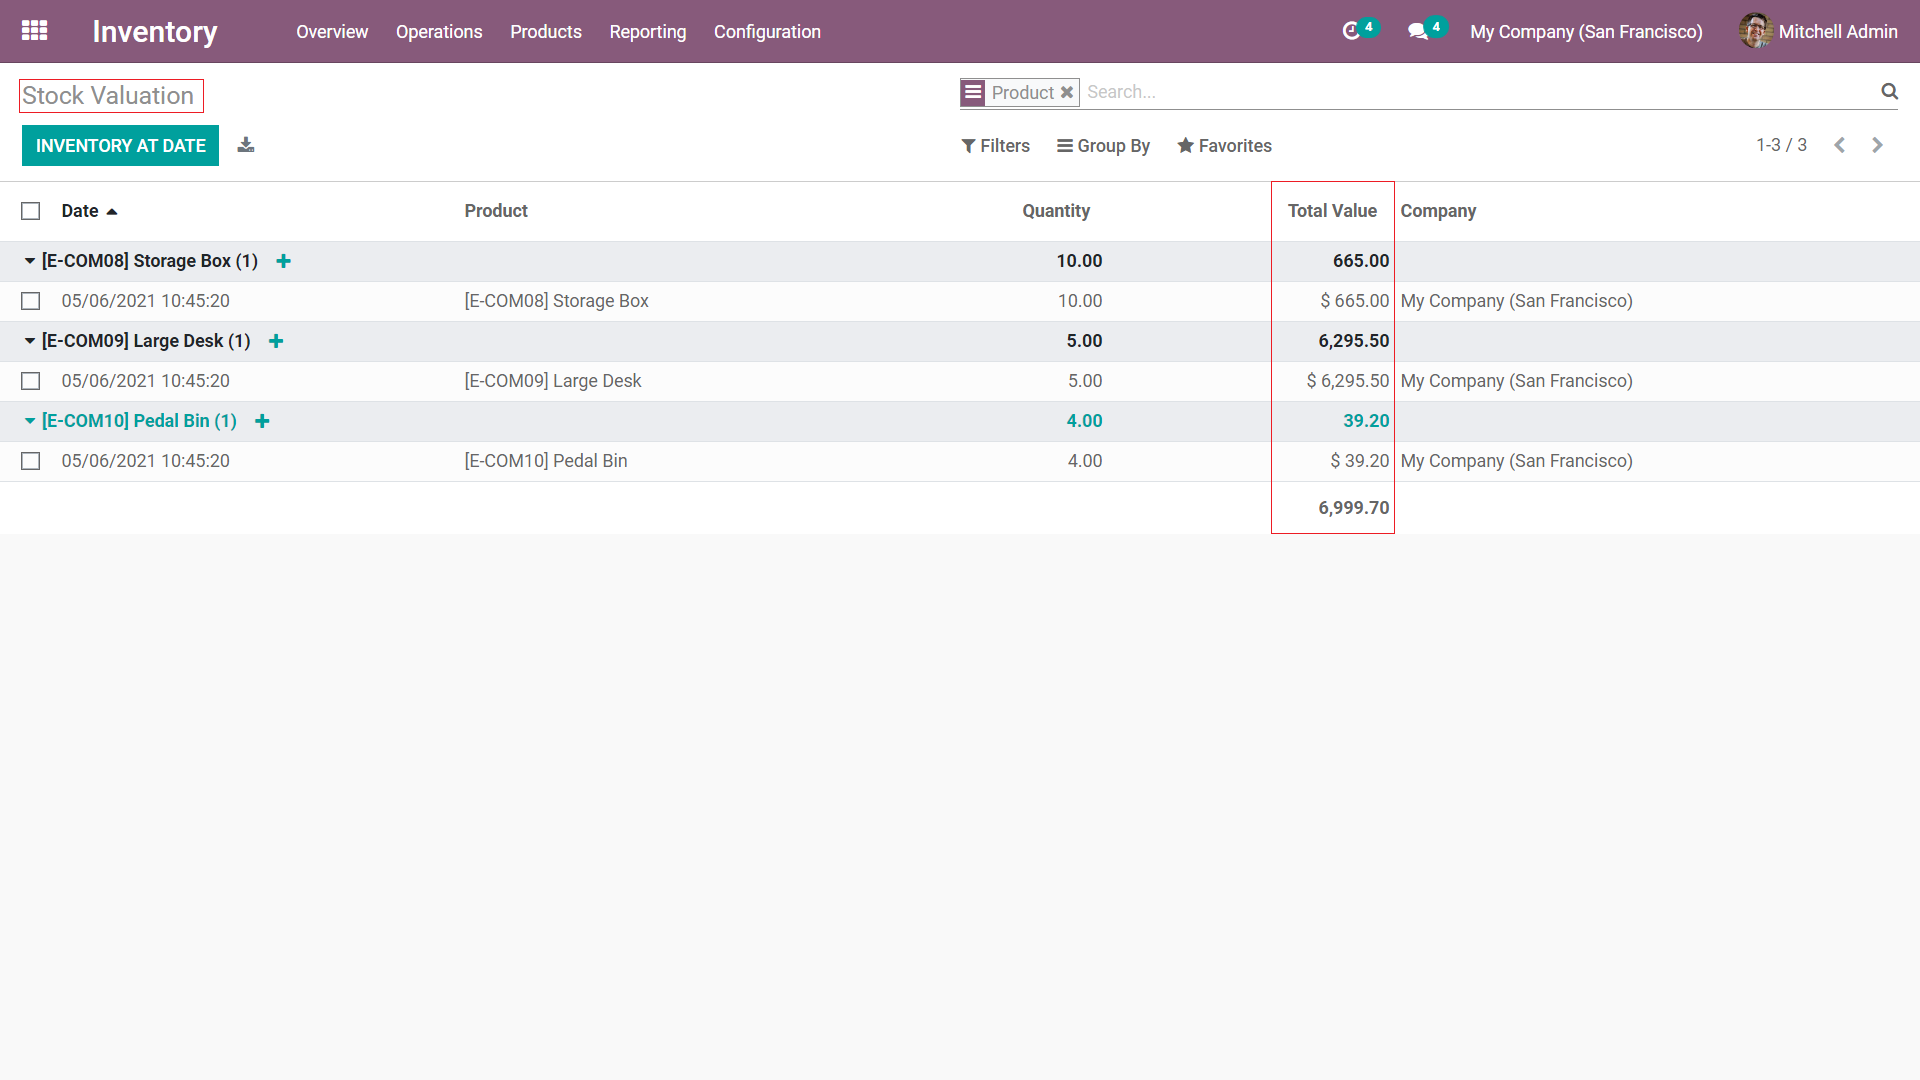 Inventory Overview Operations Products Reporting Configuration 4 4 My Company (San Francisco) Mitchell Admin
Stock Valuation Product Search...
INVENTORY AT DATE Filters Group By Favorites 1-3 / 3
Date Product Quantity Total Value Company
[E-COM08] Storage Box (1) 10.00 665.00
05/06/2021 10:45:20 [E-COM08] Storage Box 10.00 $ 665.00 My Company (San Francisco)
[E-COM09] Large Desk (1) 5.00 6,295.50
05/06/2021 10:45:20 [E-COM09] Large Desk 5.00 $ 6,295.50 My Company (San Francisco)
[E-COM10] Pedal Bin (1) 4.00 39.20
05/06/2021 10:45:20 [E-COM10] Pedal Bin 4.00 $ 39.20 My Company (San Francisco)
6,999.70